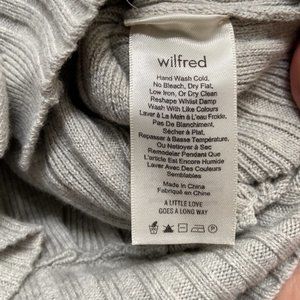 wilfred
Hand Wash Cold,
No Bleach, Dry Flat,
Low Iron, Or Dry Clean
Reshape Whilst Damp
Wash With Like Colours
Laver À La Main À L'eau Froide,
Pas De Blanchiment,
Sécher à Plat,
Repasser à Basse Température,
Ou Nettoyer à Sec
Remodeler Pendant Que
L'article Est Encore Humide
Laver Avec Des Couleurs
Semblables
Made in China
Fabriqué en Chine
A LITTLE LOVE
GOES A LONG WAY
P